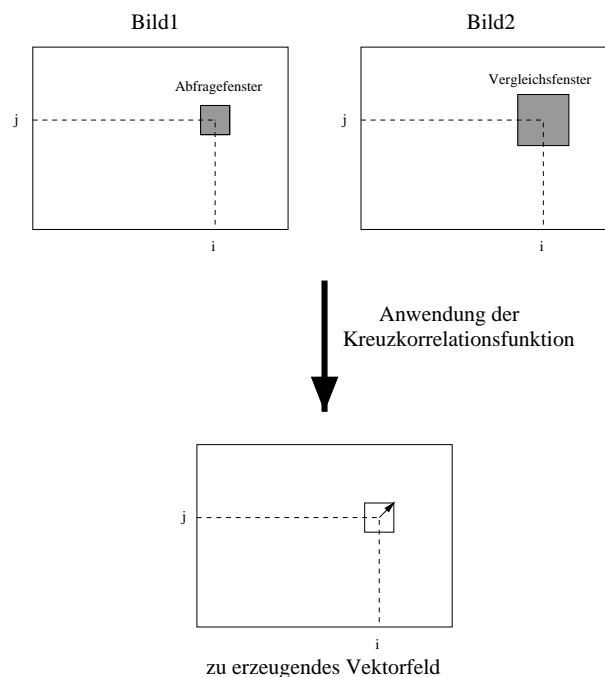 Bild1
Bild2
Abfragefenster
Vergleichsfenster
j
j
i
i
Anwendung der
Kreuzkorrelationsfunktion
j
i
zu erzeugendes Vektorfeld